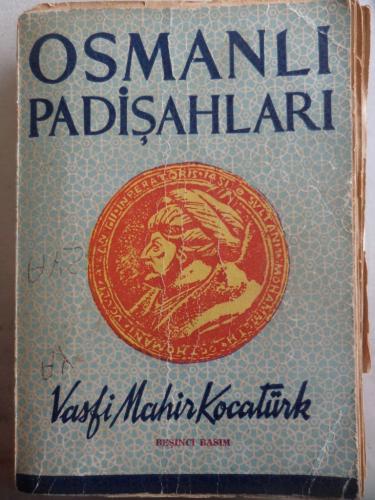 OSMANLI
PADİŞAHLARI
Vasfi Mahir Kocatürk
BEŞİNCİ BASIM